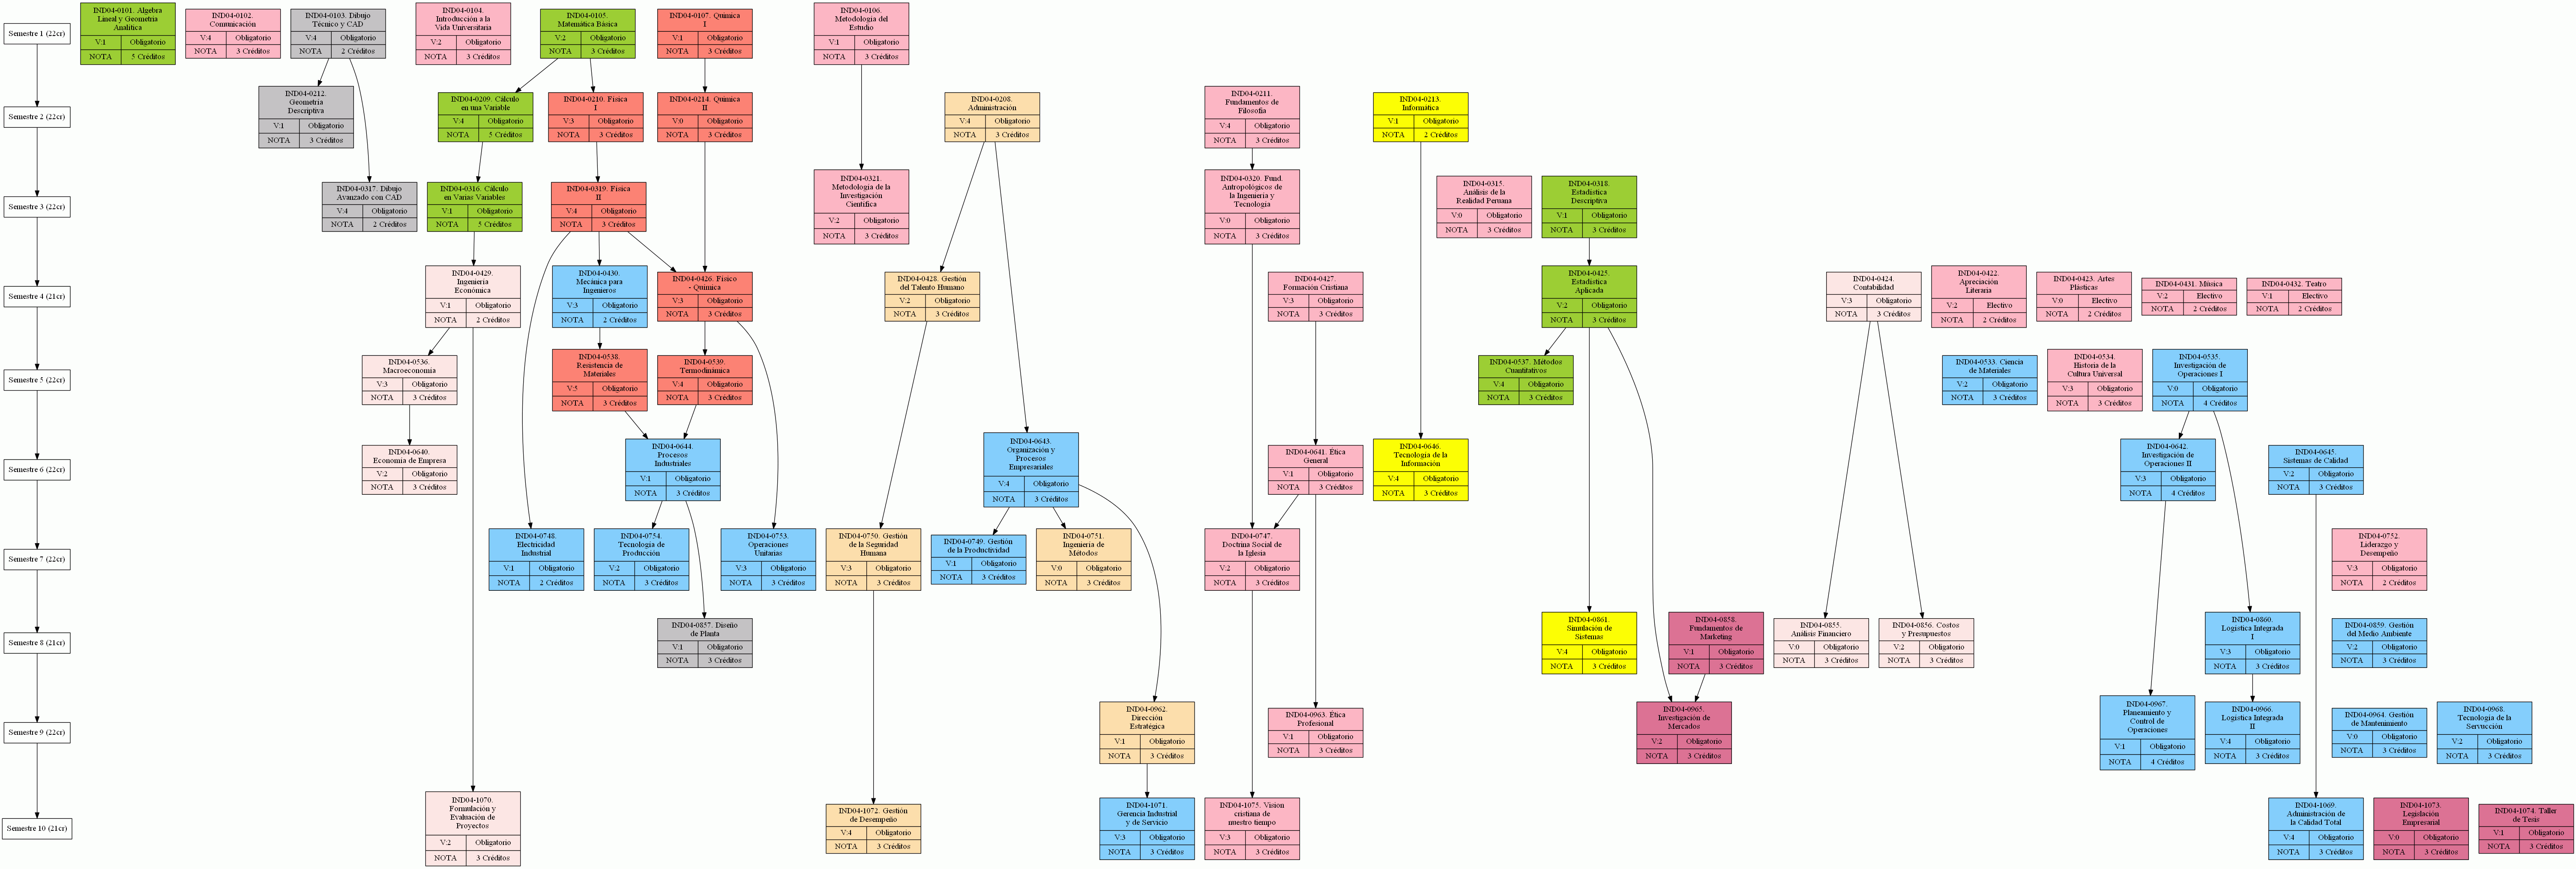 Semestre 1 (22cr)
IND04-0101. Algebra
Lineal y Geometria
Analítica
V:1 Obligatorio
NOTA 5 Créditos
IND04-0102.
Comunicación
V:4 Obligatorio
NOTA 3 Créditos
IND04-0103. Dibujo
Técnico y CAD
V:4 Obligatorio
NOTA 2 Créditos
IND04-0104.
Introducción a la
Vida Universitaria
V:2 Obligatorio
NOTA 3 Créditos
IND04-0105.
Matemática Básica
V:2 Obligatorio
NOTA 3 Créditos
IND04-0107. Química
I
V:1 Obligatorio
NOTA 3 Créditos
IND04-0106.
Metodología del
Estudio
V:1 Obligatorio
NOTA 3 Créditos
Semestre 2 (22cr)
IND04-0212.
Geometría
Descriptiva
V:1 Obligatorio
NOTA 3 Créditos
IND04-0209. Cálculo
en una Variable
V:4 Obligatorio
NOTA 5 Créditos
IND04-0210. Física
I
V:3 Obligatorio
NOTA 3 Créditos
IND04-0214. Química
II
V:0 Obligatorio
NOTA 3 Créditos
IND04-0208.
Administración
V:4 Obligatorio
NOTA 3 Créditos
IND04-0211.
Fundamentos de
Filosofía
V:4 Obligatorio
NOTA 3 Créditos
IND04-0213.
Informática
V:1 Obligatorio
NOTA 2 Créditos
Semestre 3 (22cr)
IND04-0317. Dibujo
Avanzado con CAD
V:4 Obligatorio
NOTA 2 Créditos
IND04-0316. Cálculo
en Varias Variables
V:1 Obligatorio
NOTA 5 Créditos
IND04-0319. Física
II
V:4 Obligatorio
NOTA 3 Créditos
IND04-0321.
Metodología de la
Investigación
Científica
V:2 Obligatorio
NOTA 3 Créditos
IND04-0320. Fund.
Antropológicos de
la Ingeniería y
Tecnología
V:0 Obligatorio
NOTA 3 Créditos
IND04-0315.
Análisis de la
Realidad Peruana
V:0 Obligatorio
NOTA 3 Créditos
IND04-0318.
Estadística
Descriptiva
V:1 Obligatorio
NOTA 3 Créditos
Semestre 4 (21cr)
IND04-0429.
Ingeniería
Económica
V:1 Obligatorio
NOTA 2 Créditos
IND04-0430.
Mecánica para
Ingenieros
V:3 Obligatorio
NOTA 2 Créditos
IND04-0426. Físico
- Química
V:3 Obligatorio
NOTA 3 Créditos
IND04-0428. Gestión
del Talento Humano
V:2 Obligatorio
NOTA 3 Créditos
IND04-0427.
Formación Cristiana
V:3 Obligatorio
NOTA 3 Créditos
IND04-0425.
Estadística
Aplicada
V:2 Obligatorio
NOTA 3 Créditos
IND04-0424.
Contabilidad
V:3 Obligatorio
NOTA 3 Créditos
IND04-0422.
Apreciación
Literaria
V:2 Electivo
NOTA 2 Créditos
IND04-0423. Artes
Plásticas
V:0 Electivo
NOTA 2 Créditos
IND04-0431. Música
V:2 Electivo
NOTA 2 Créditos
IND04-0432. Teatro
V:1 Electivo
NOTA 2 Créditos
Semestre 5 (22cr)
IND04-0536.
Macroeconomía
V:3 Obligatorio
NOTA 3 Créditos
IND04-0538.
Resistencia de
Materiales
V:5 Obligatorio
NOTA 3 Créditos
IND04-0539.
Termodinámica
V:4 Obligatorio
NOTA 3 Créditos
IND04-0537. Métodos
Cuantitativos
V:4 Obligatorio
NOTA 3 Créditos
IND04-0533. Ciencia
de Materiales
V:2 Obligatorio
NOTA 3 Créditos
IND04-0534.
Historia de la
Cultura Universal
V:3 Obligatorio
NOTA 3 Créditos
IND04-0535.
Investigación de
Operaciones I
V:0 Obligatorio
NOTA 4 Créditos
Semestre 6 (22cr)
IND04-0640.
Economía de Empresa
V:2 Obligatorio
NOTA 3 Créditos
IND04-0644.
Procesos
Industriales
V:1 Obligatorio
NOTA 3 Créditos
IND04-0643.
Organización y
Procesos
Empresariales
V:4 Obligatorio
NOTA 3 Créditos
IND04-0641. Ética
General
V:1 Obligatorio
NOTA 3 Créditos
IND04-0646.
Tecnología de la
Información
V:4 Obligatorio
NOTA 3 Créditos
IND04-0642.
Investigación de
Operaciones II
V:3 Obligatorio
NOTA 4 Créditos
IND04-0645.
Sistemas de Calidad
V:2 Obligatorio
NOTA 3 Créditos
Semestre 7 (22cr)
IND04-0748.
Electricidad
Industrial
V:1 Obligatorio
NOTA 2 Créditos
IND04-0754.
Tecnología de
Producción
V:2 Obligatorio
NOTA 3 Créditos
IND04-0753.
Operaciones
Unitarias
V:3 Obligatorio
NOTA 3 Créditos
IND04-0750. Gestión
de la Seguridad
Humana
V:3 Obligatorio
NOTA 3 Créditos
IND04-0749. Gestión
de la Productividad
V:1 Obligatorio
NOTA 3 Créditos
IND04-0751.
Ingeniería de
Métodos
V:0 Obligatorio
NOTA 3 Créditos
IND04-0747.
Doctrina Social de
la Iglesia
V:2 Obligatorio
NOTA 3 Créditos
IND04-0752.
Liderazgo y
Desempeño
V:3 Obligatorio
NOTA 2 Créditos
Semestre 8 (21cr)
IND04-0857. Diseño
de Planta
V:1 Obligatorio
NOTA 3 Créditos
IND04-0861.
Simulación de
Sistemas
V:4 Obligatorio
NOTA 3 Créditos
IND04-0858.
Fundamentos de
Marketing
V:1 Obligatorio
NOTA 3 Créditos
IND04-0855.
Análisis Financiero
V:0 Obligatorio
NOTA 3 Créditos
IND04-0856. Costos
y Presupuestos
V:2 Obligatorio
NOTA 3 Créditos
IND04-0860.
Logística Integrada
I
V:3 Obligatorio
NOTA 3 Créditos
IND04-0859. Gestión
del Medio Ambiente
V:2 Obligatorio
NOTA 3 Créditos
Semestre 9 (22cr)
IND04-0962.
Dirección
Estratégica
V:1 Obligatorio
NOTA 3 Créditos
IND04-0963. Ética
Profesional
V:1 Obligatorio
NOTA 3 Créditos
IND04-0965.
Investigación de
Mercados
V:2 Obligatorio
NOTA 3 Créditos
IND04-0967.
Planeamiento y
Control de
Operaciones
V:1 Obligatorio
NOTA 4 Créditos
IND04-0966.
Logística Integrada
II
V:4 Obligatorio
NOTA 3 Créditos
IND04-0964. Gestión
de Mantenimiento
V:0 Obligatorio
NOTA 3 Créditos
IND04-0968.
Tecnología de la
Servucción
V:2 Obligatorio
NOTA 3 Créditos
Semestre 10 (21cr)
IND04-1070.
Formulación y
Evaluación de
Proyectos
V:2 Obligatorio
NOTA 3 Créditos
IND04-1072. Gestión
de Desempeño
V:4 Obligatorio
NOTA 3 Créditos
IND04-1071.
Gerencia Industrial
y de Servicio
V:3 Obligatorio
NOTA 3 Créditos
IND04-1075. Vision
cristiana de
nuestro tiempo
V:3 Obligatorio
NOTA 3 Créditos
IND04-1069.
Administración de
la Calidad Total
V:4 Obligatorio
NOTA 3 Créditos
IND04-1073.
Legislación
Empresarial
V:0 Obligatorio
NOTA 3 Créditos
IND04-1074. Taller
de Tesis
V:1 Obligatorio
NOTA 3 Créditos